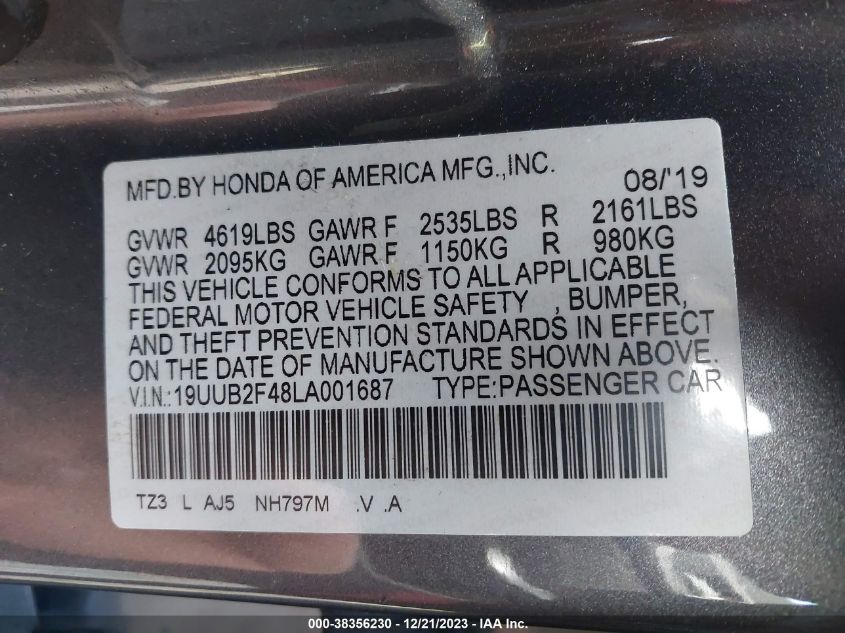 MFD.BY HONDA OF AMERICA MFG.,INC. 08/'19
GVWR 4619LBS GAWR F 2535LBS R 2161LBS
GVWR 2095KG GAWR F 1150KG R 980KG
THIS VEHICLE CONFORMS TO ALL APPLICABLE
FEDERAL MOTOR VEHICLE SAFETY , BUMPER,
AND THEFT PREVENTION STANDARDS IN EFFECT
ON THE DATE OF MANUFACTURE SHOWN ABOVE.
V.I.N.:19UUB2F48LA001687 TYPE:PASSENGER CAR
TZ3 L AJ5 NH797M .V .A
000-38356230 - 12/21/2023 - IAA Inc.